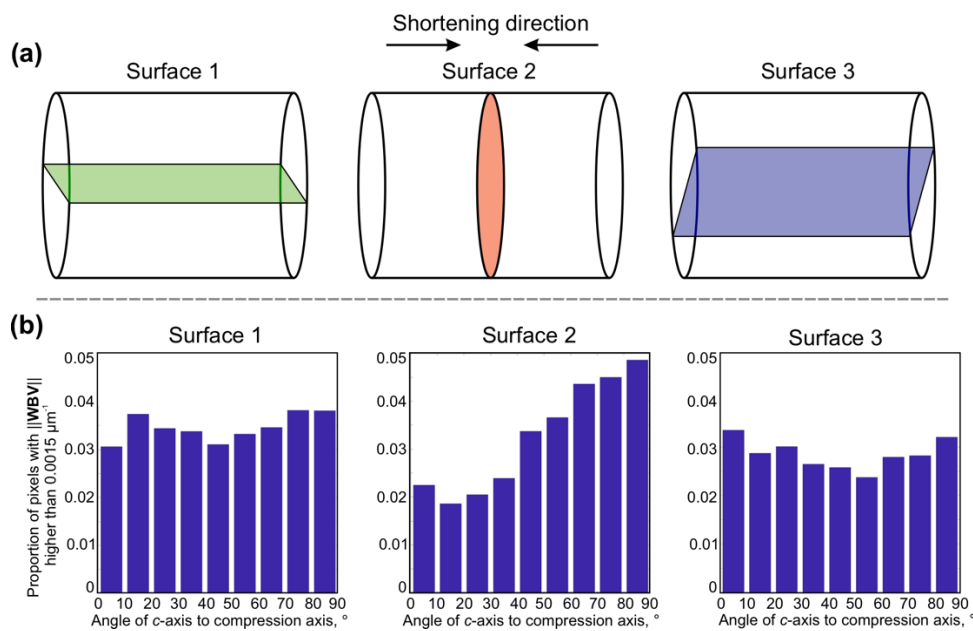 (a)
Shortening direction
Surface 1
Surface 2
Surface 3
(b)
Surface 1
Surface 2
Surface 3
Proportion of pixels with ||WBV||
higher than 0.0015 μm⁻¹
0.05
0.04
0.03
0.02
0.01
0
0 10 20 30 40 50 60 70 80 90
Angle of c-axis to compression axis, °
0.05
0.04
0.03
0.02
0.01
0
0 10 20 30 40 50 60 70 80 90
Angle of c-axis to compression axis, °
0.05
0.04
0.03
0.02
0.01
0
0 10 20 30 40 50 60 70 80 90
Angle of c-axis to compression axis, °